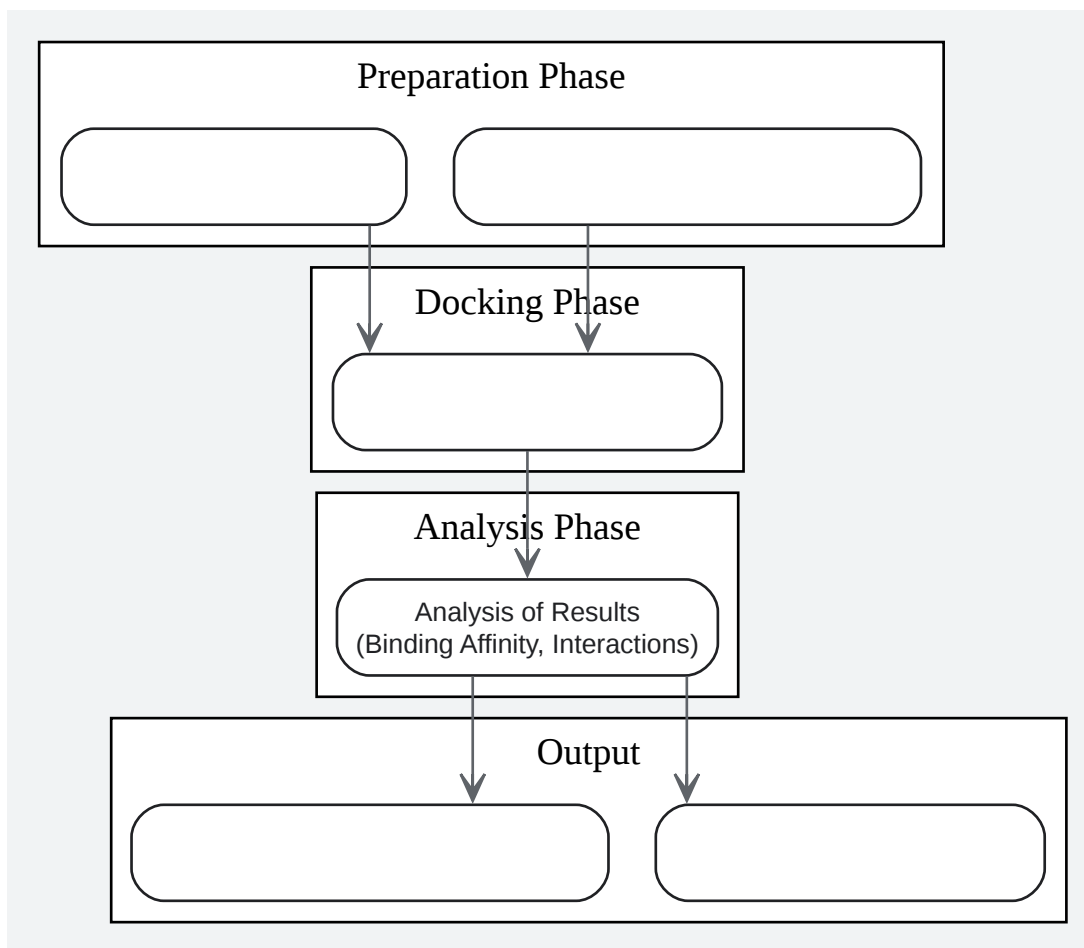 Preparation Phase
Docking Phase
Analysis Phase
Analysis of Results
(Binding Affinity, Interactions)
Output